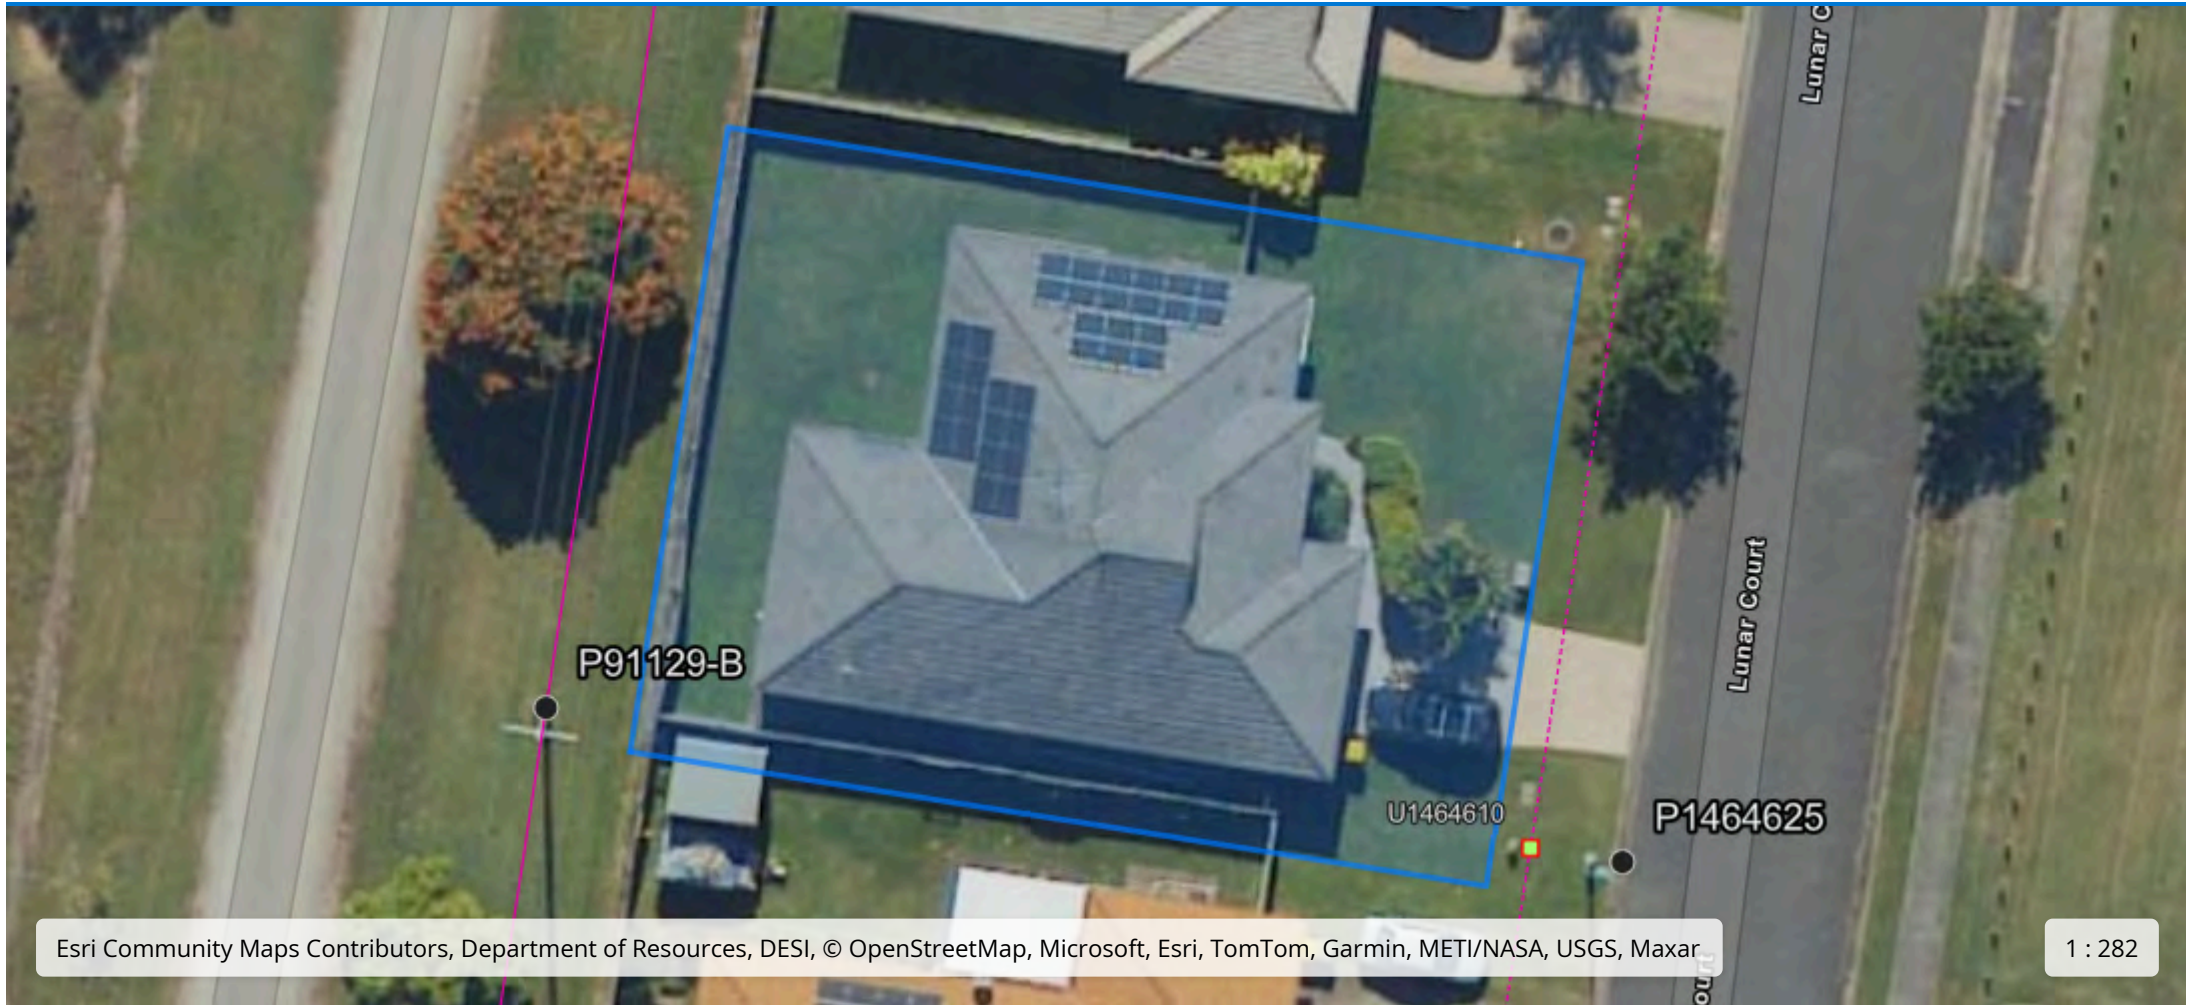 Lunar C
Lunar Court
P91129-B
U1464610
P1464625
Esri Community Maps Contributors, Department of Resources, DESI, © OpenStreetMap, Microsoft, Esri, TomTom, Garmin, METI/NASA, USGS, Maxar
1 : 282
ourt